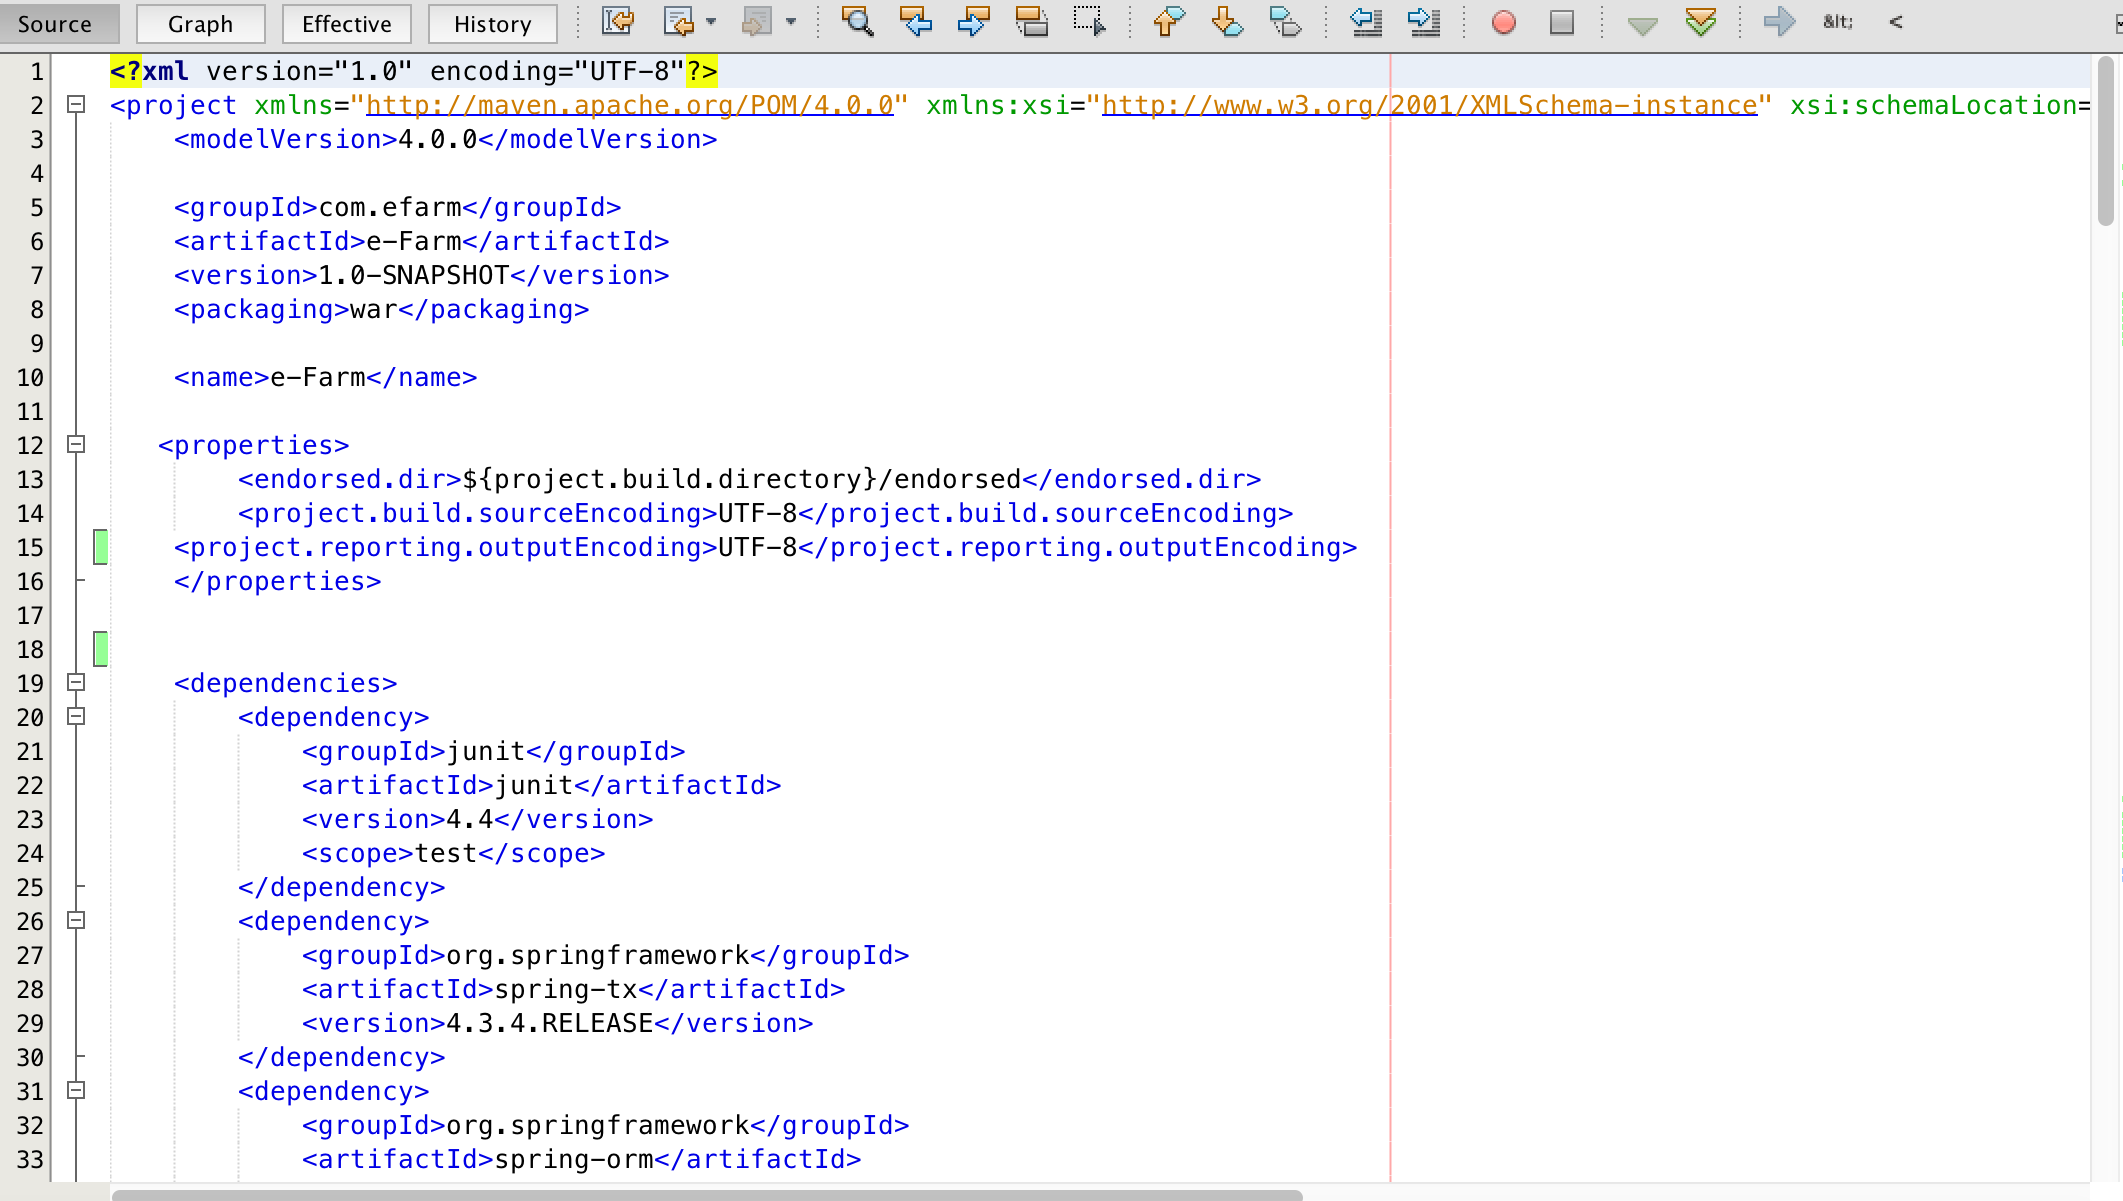 Source Graph Effective History &lt; <
1 <?xml version="1.0" encoding="UTF-8"?>
2 <project xmlns="http://maven.apache.org/POM/4.0.0" xmlns:xsi="http://www.w3.org/2001/XMLSchema-instance" xsi:schemaLocation=
3 <modelVersion>4.0.0</modelVersion>
4
5 <groupId>com.efarm</groupId>
6 <artifactId>e-Farm</artifactId>
7 <version>1.0-SNAPSHOT</version>
8 <packaging>war</packaging>
9
10 <name>e-Farm</name>
11
12 <properties>
13 <endorsed.dir>${project.build.directory}/endorsed</endorsed.dir>
14 <project.build.sourceEncoding>UTF-8</project.build.sourceEncoding>
15 <project.reporting.outputEncoding>UTF-8</project.reporting.outputEncoding>
16 </properties>
17
18
19 <dependencies>
20 <dependency>
21 <groupId>junit</groupId>
22 <artifactId>junit</artifactId>
23 <version>4.4</version>
24 <scope>test</scope>
25 </dependency>
26 <dependency>
27 <groupId>org.springframework</groupId>
28 <artifactId>spring-tx</artifactId>
29 <version>4.3.4.RELEASE</version>
30 </dependency>
31 <dependency>
32 <groupId>org.springframework</groupId>
33 <artifactId>spring-orm</artifactId>